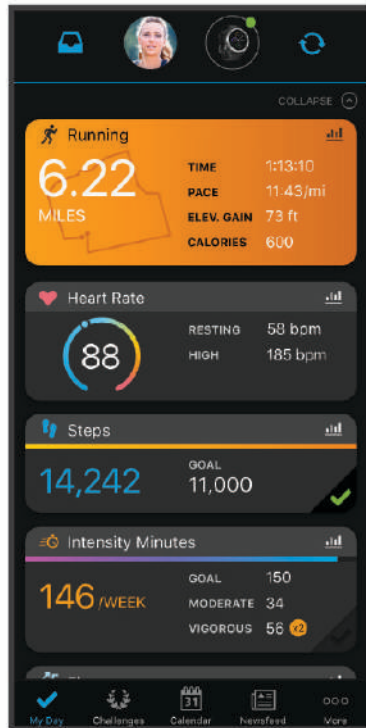 COLLAPSE
Running
6.22
MILES
TIME 1:13:10
PACE 11:43/mi
ELEV. GAIN 73 ft
CALORIES 600
Heart Rate
88
RESTING 58 bpm
HIGH 185 bpm
Steps
14,242
GOAL
11,000
Intensity Minutes
146/WEEK
GOAL 150
MODERATE 34
VIGOROUS 56 x2
31
My Day Challenges Calendar Newsfeed More